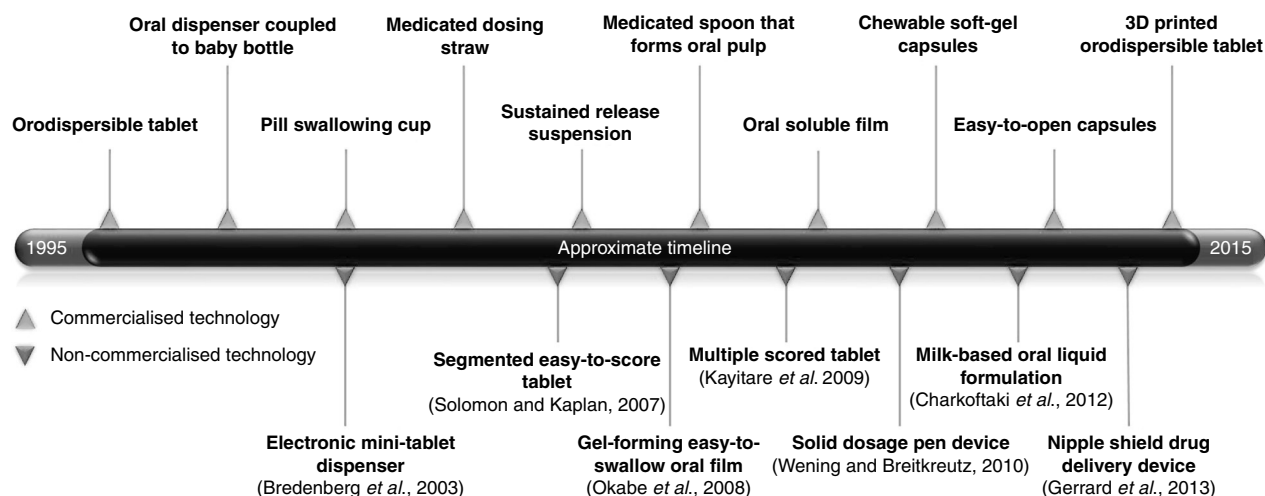 Oral dispenser coupled
to baby bottle
Medicated dosing
straw
Medicated spoon that
forms oral pulp
Chewable soft-gel
capsules
3D printed
orodispersible tablet
Orodispersible tablet
Pill swallowing cup
Sustained release
suspension
Oral soluble film
Easy-to-open capsules
1995
Approximate timeline
2015
Commercialised technology
Non-commercialised technology
Segmented easy-to-score
tablet
(Solomon and Kaplan, 2007)
Multiple scored tablet
(Kayitare et al. 2009)
Milk-based oral liquid
formulation
(Charkoftaki et al., 2012)
Electronic mini-tablet
dispenser
(Bredenberg et al., 2003)
Gel-forming easy-to-
swallow oral film
(Okabe et al., 2008)
Solid dosage pen device
(Wening and Breitkreutz, 2010)
Nipple shield drug
delivery device
(Gerrard et al., 2013)